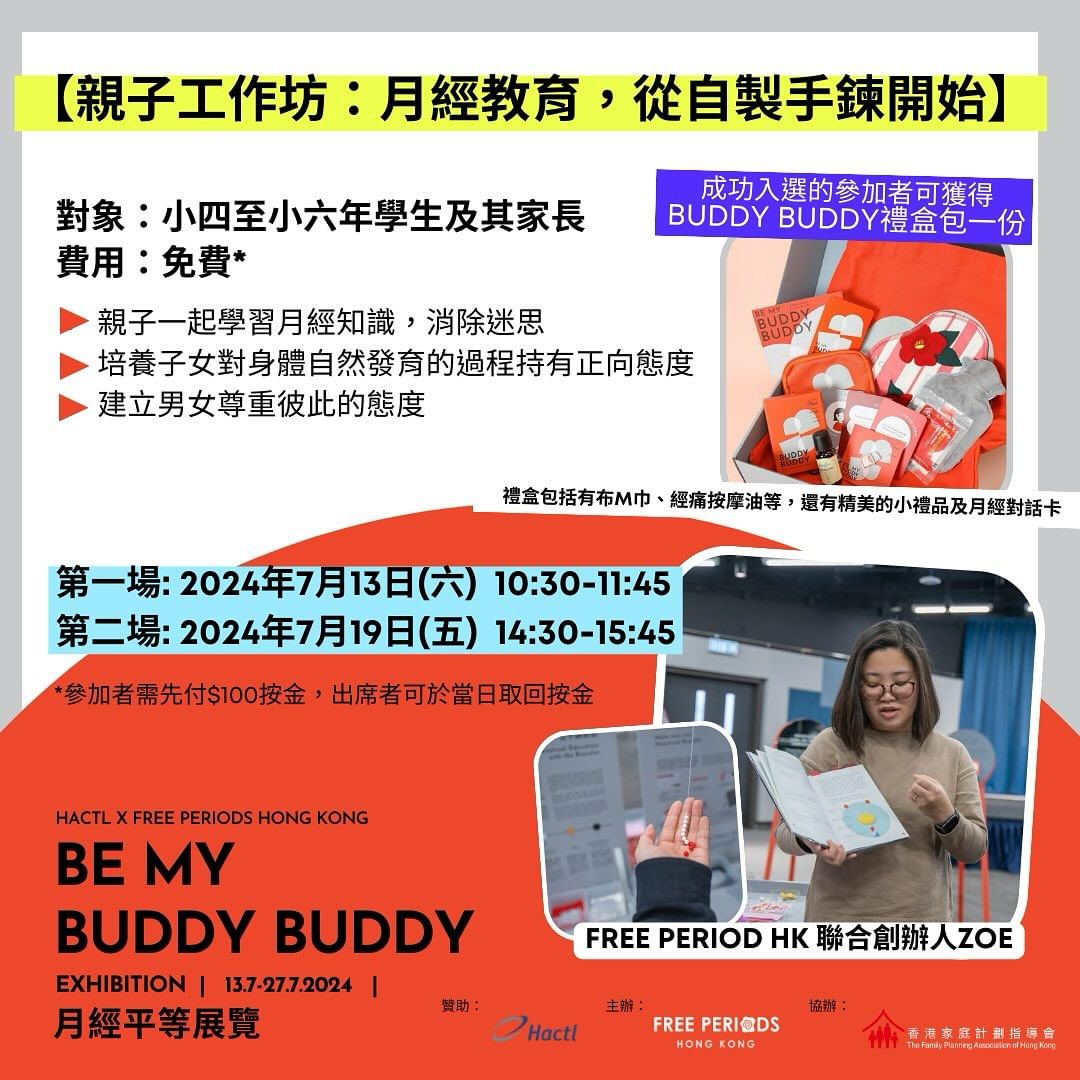 【親子工作坊：月經教育，從自製手鍊開始】
成功入選的參加者可獲得
BUDDY BUDDY禮盒包一份
對象：小四至小六年學生及其家長
費用：免費*
親子一起學習月經知識，消除迷思
培養子女對身體自然發育的過程持有正向態度
建立男女尊重彼此的態度
BE MY
BUDDY
BUDDY
BUDDY
BUDDY
BE MY
BUDDY
BUDDY
禮盒包括有布M巾、經痛按摩油等，還有精美的小禮品及月經對話卡
第一場: 2024年7月13日(六) 10:30-11:45
第二場: 2024年7月19日(五) 14:30-15:45
*參加者需先付$100按金，出席者可於當日取回按金
HACTL X FREE PERIODS HONG KONG
BE MY
BUDDY BUDDY
EXHIBITION | 13.7-27.7.2024 |
月經平等展覽
FREE PERIOD HK 聯合創辦人ZOE
贊助：
Hactl
主辦：
FREE PERIODS
HONG KONG
協辦：
香港家庭計劃指導會
The Family Planning Association of Hong Kong